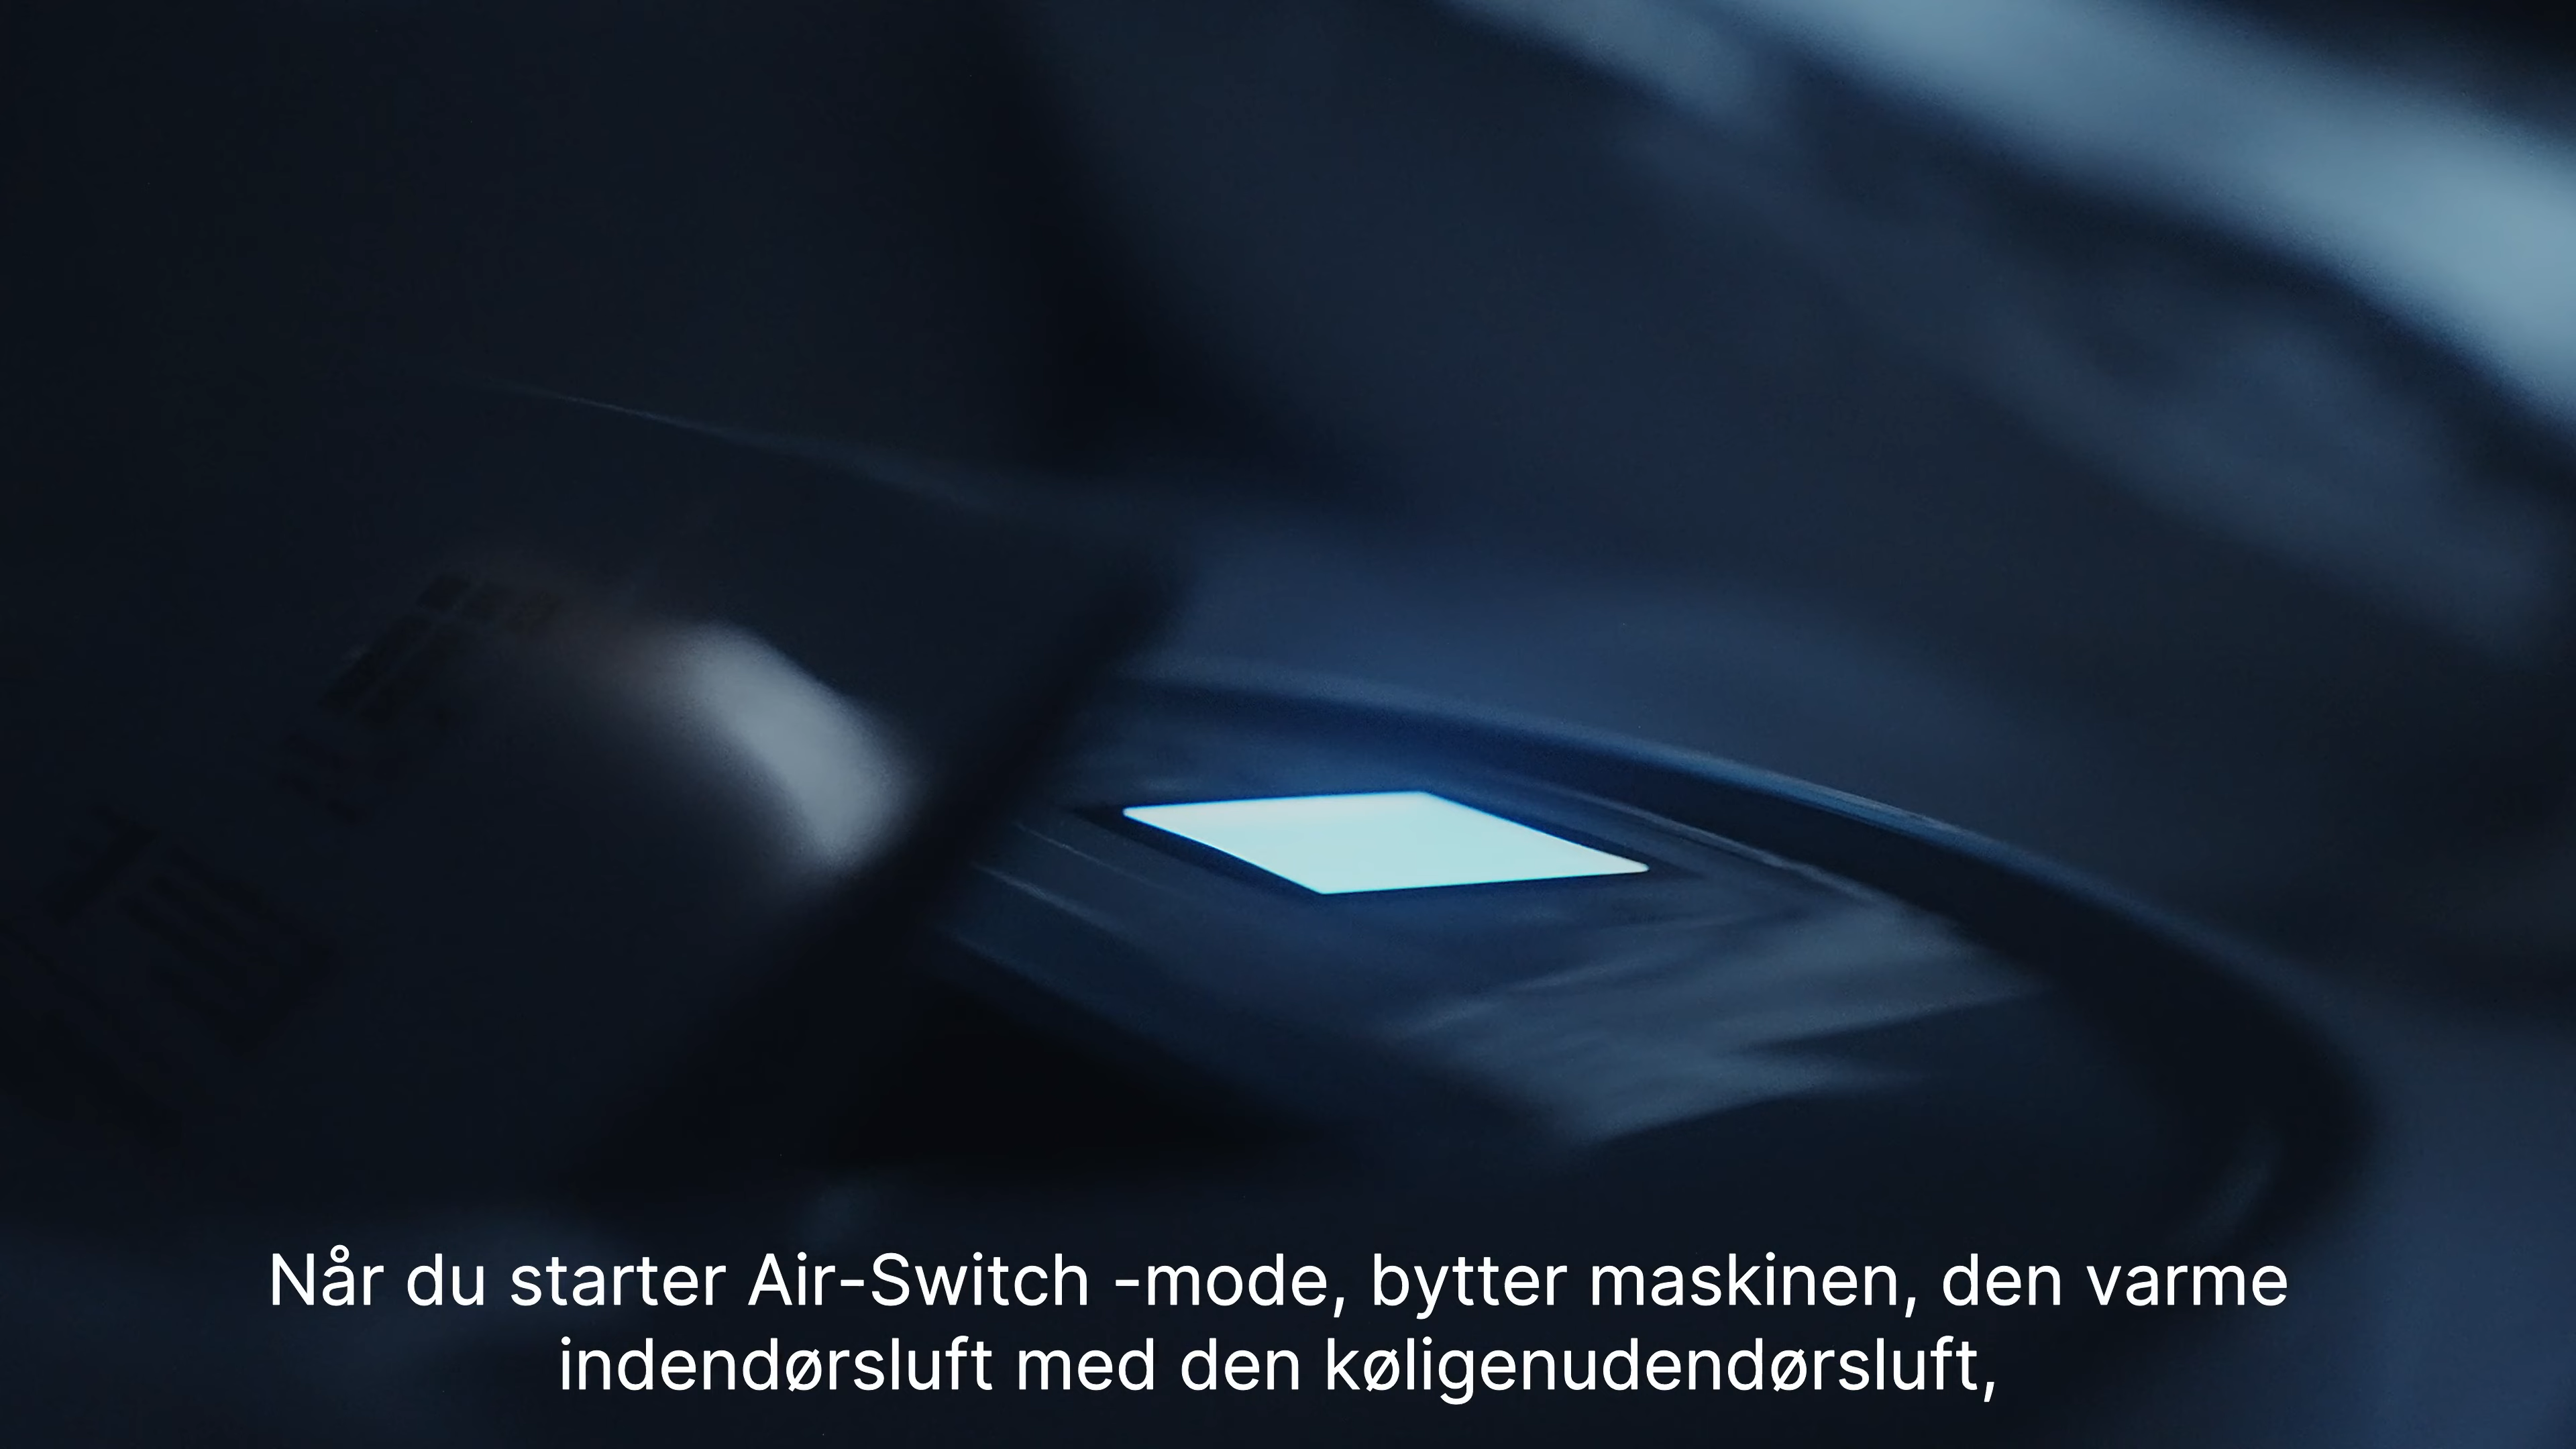 Når du starter Air-Switch -mode, bytter maskinen, den varme
indendørsluft med den køligenudendørsluft,